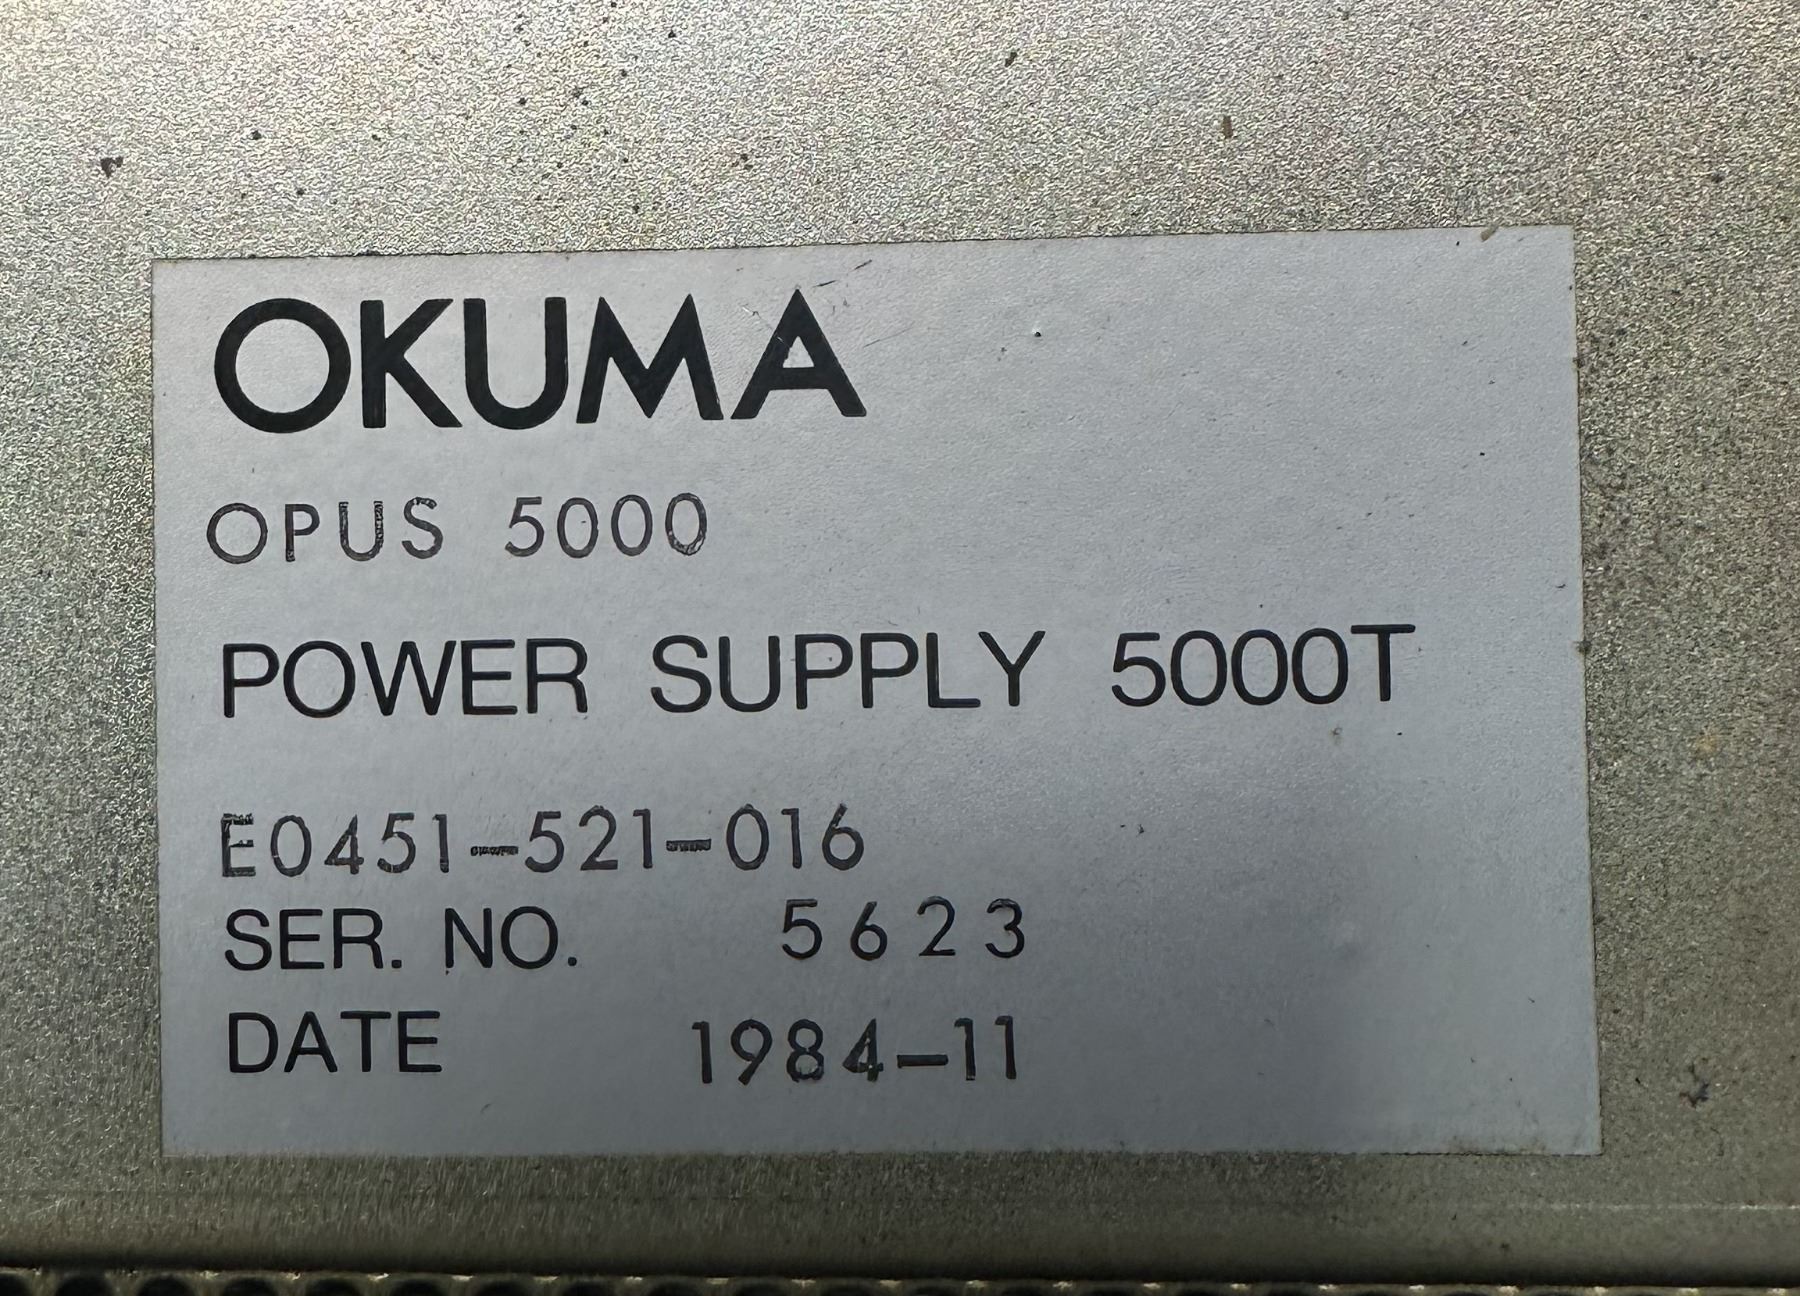 OKUMA
OPUS 5000
POWER SUPPLY 5000T
E0451-521-016
SER. NO. 5623
DATE 1984-11